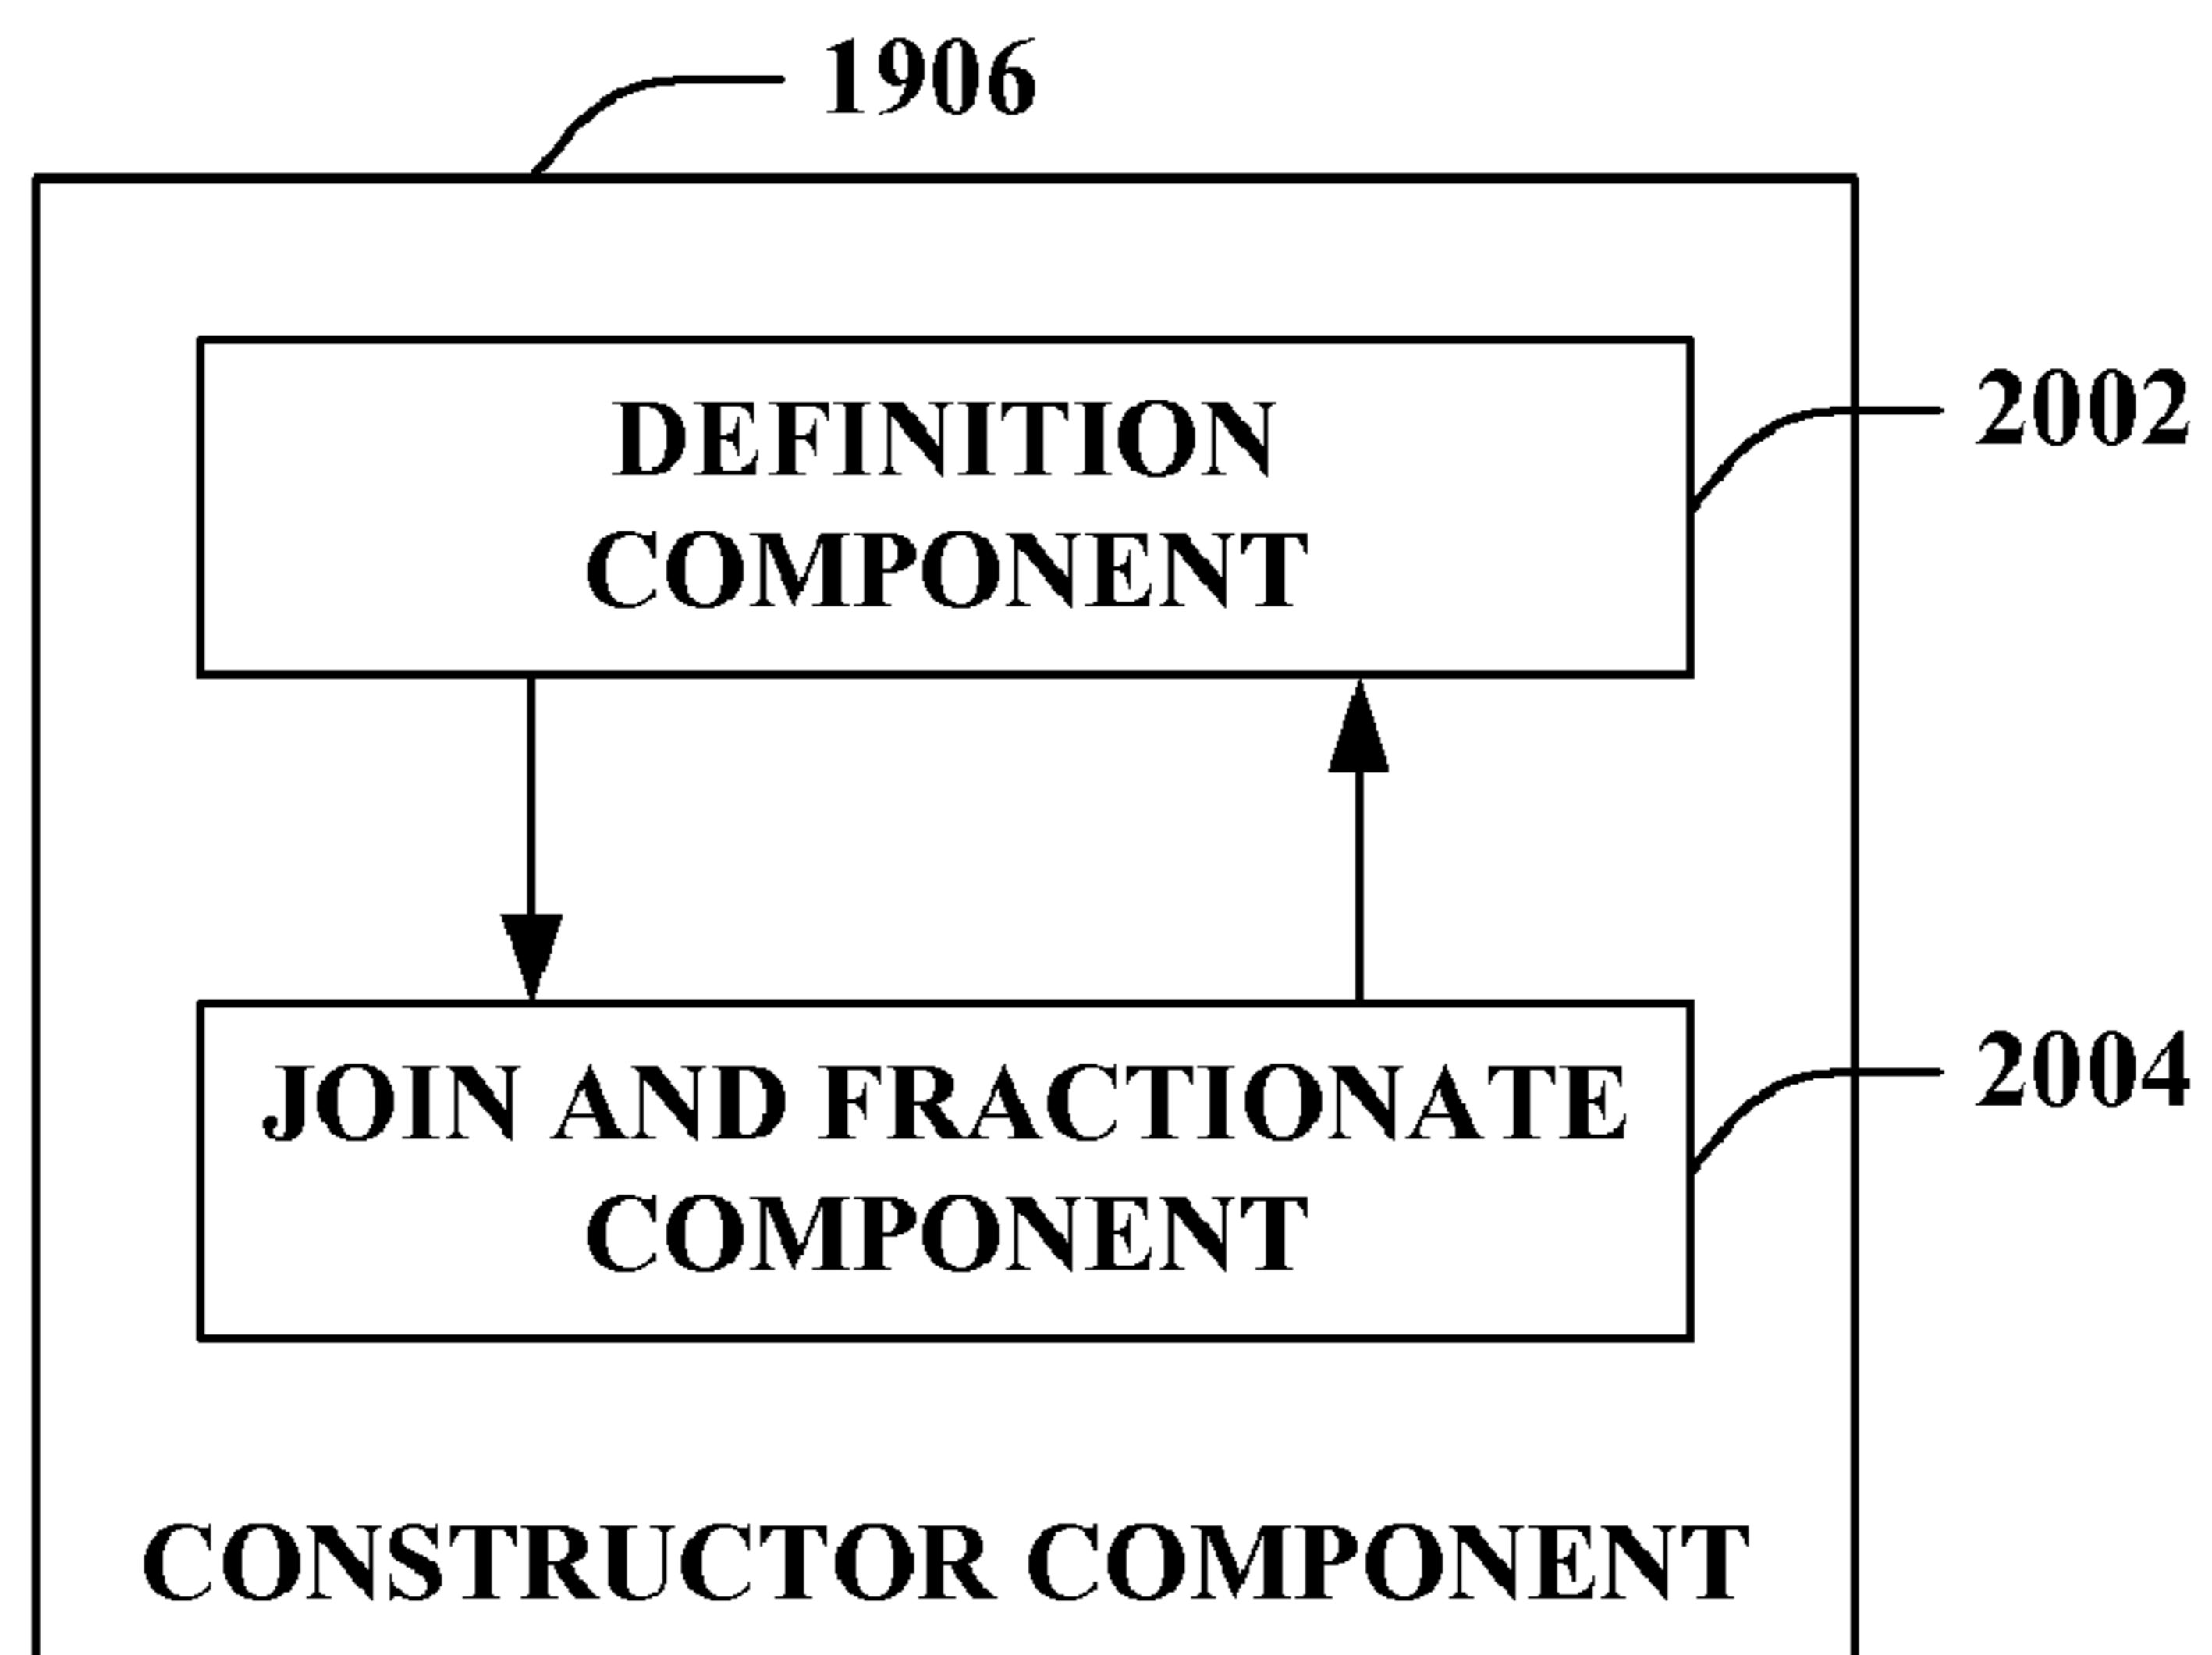 1906
DEFINITION
COMPONENT
2002
JOIN AND FRACTIONATE
COMPONENT
2004
CONSTRUCTOR COMPONENT